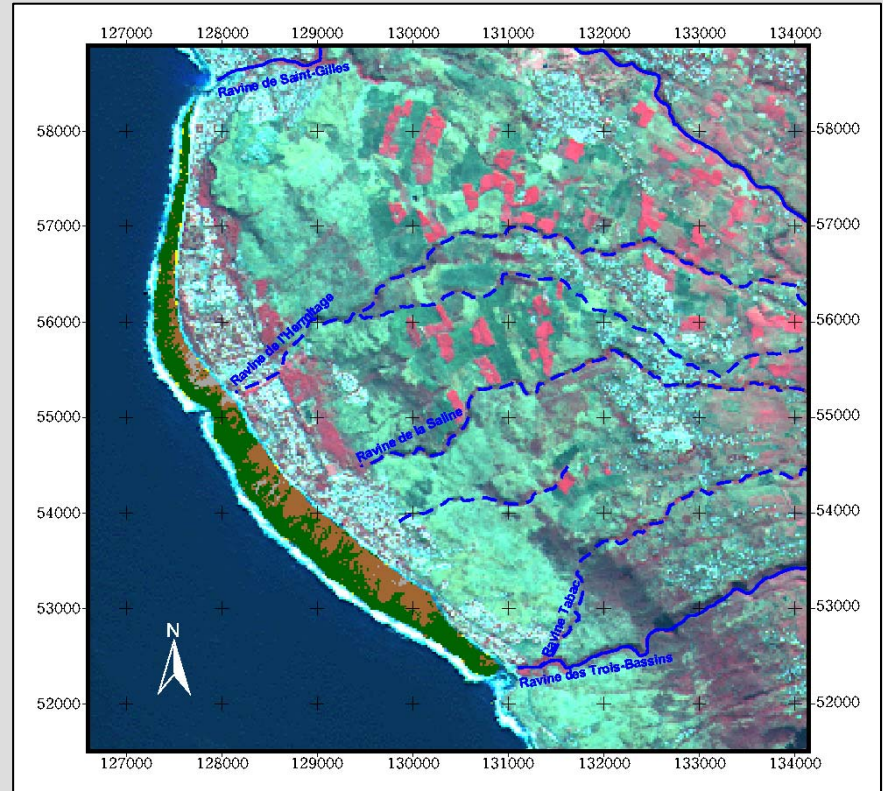 127000 128000 129000 130000 131000 132000 133000 134000
Ravine de Saint-Gilles
58000 58000
57000 57000
Ravine de l'Hermitage
56000 56000
55000 55000
Ravine de la Saline
54000 54000
Ravine Tabac
53000 53000
N
Ravine des Trois-Bassins
52000 52000
127000 128000 129000 130000 131000 132000 133000 134000